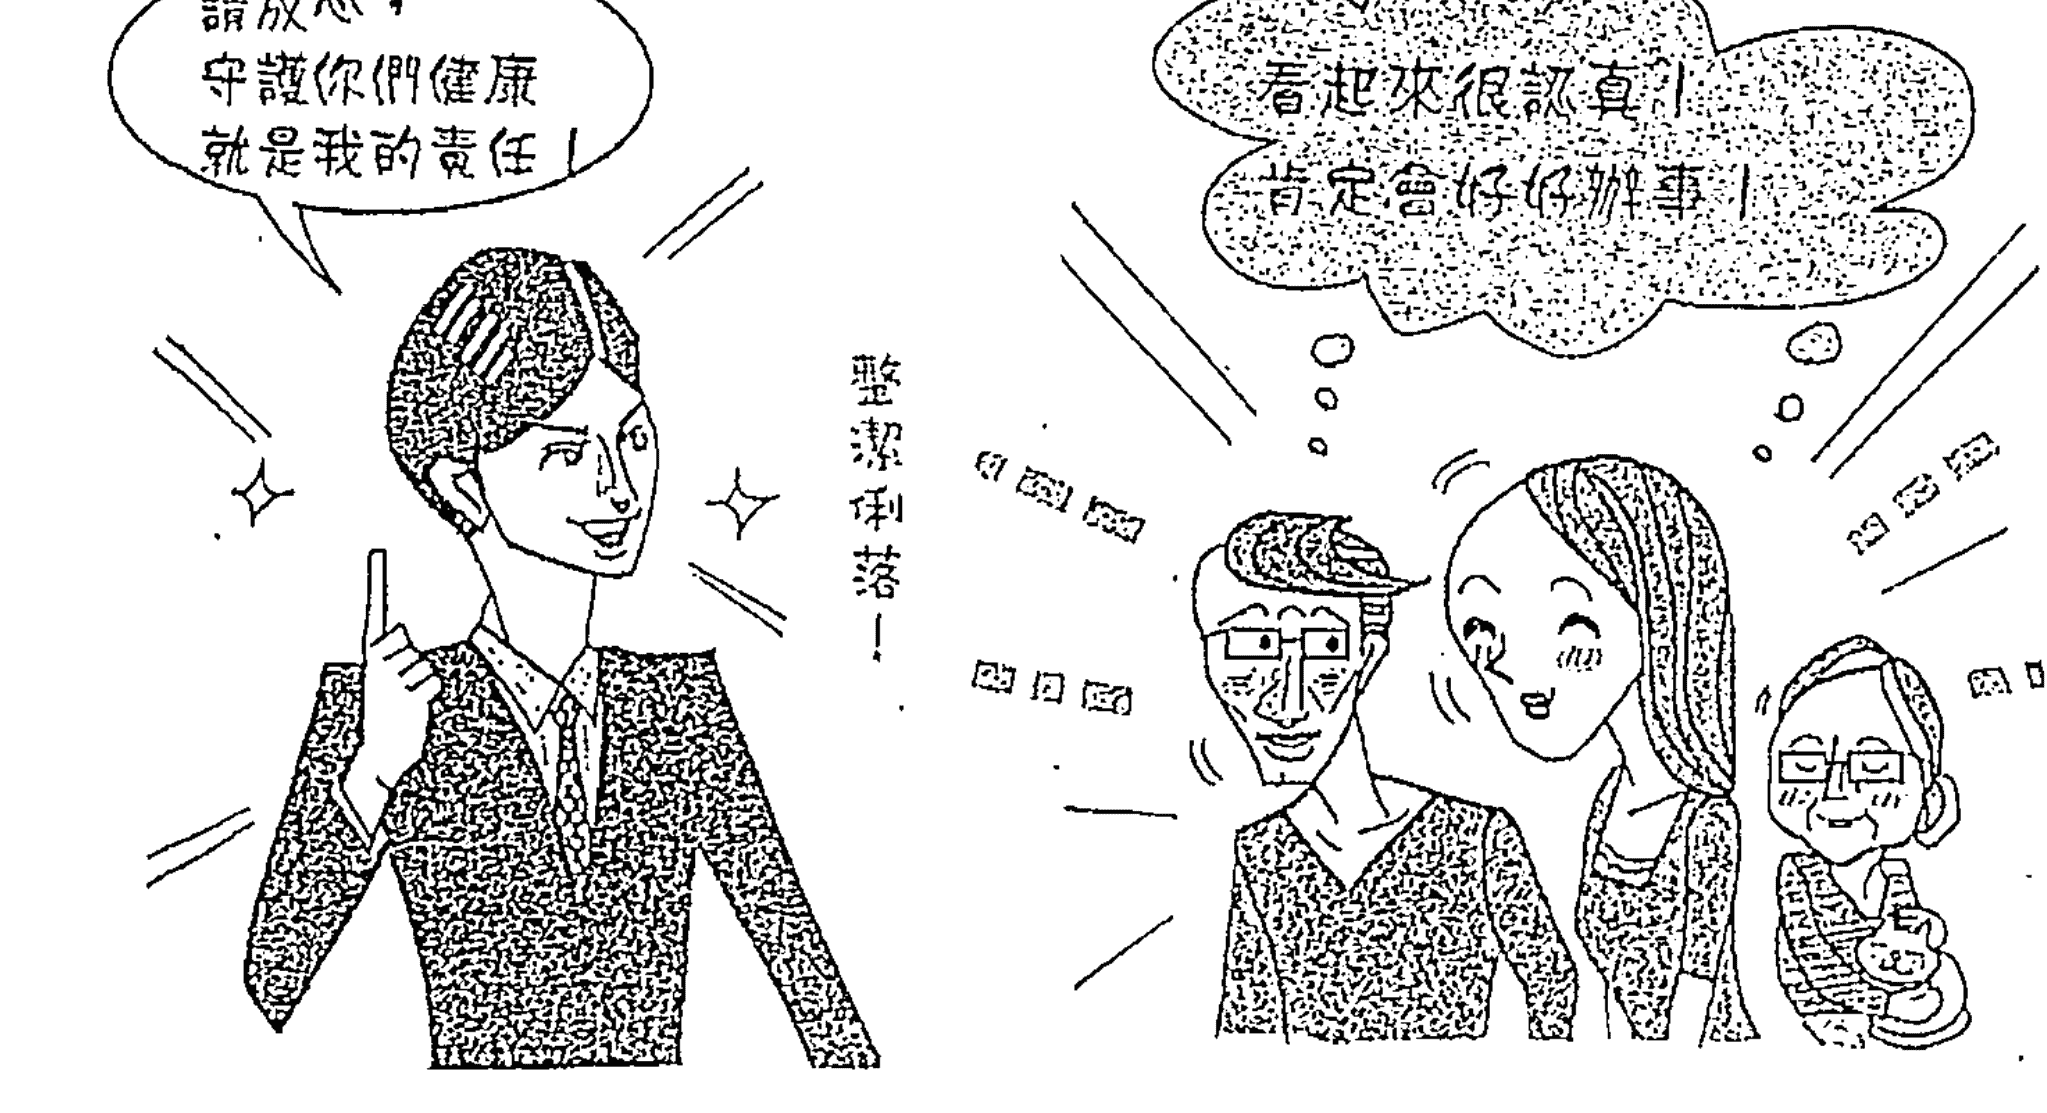 請放心，
守護你們健康
就是我的責任！
整潔俐落！
看起來很認真！
肯定會好好辦事！